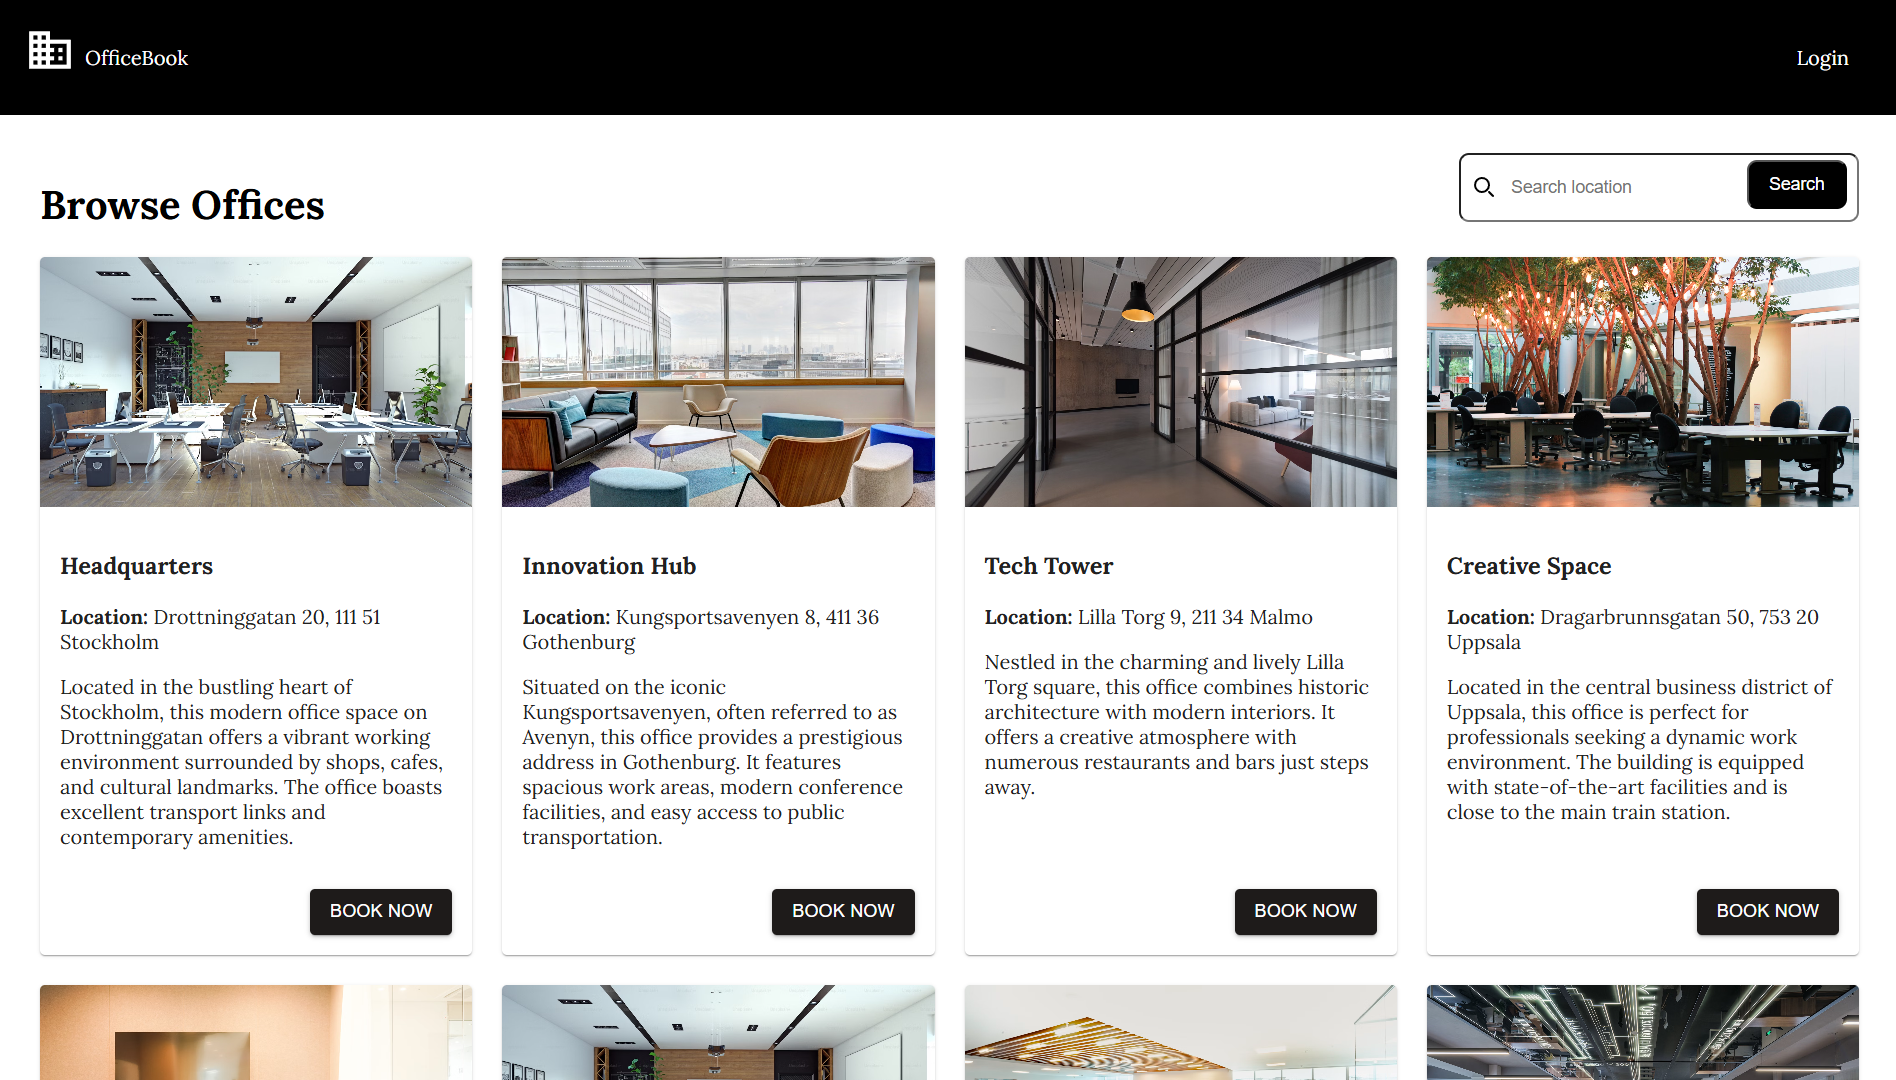 OfficeBook
Login
Browse Offices
Search location
Search
Headquarters
Location: Drottninggatan 20, 111 51
Stockholm
Located in the bustling heart of
Stockholm, this modern office space on
Drottninggatan offers a vibrant working
environment surrounded by shops, cafes,
and cultural landmarks. The office boasts
excellent transport links and
contemporary amenities.
BOOK NOW
Innovation Hub
Location: Kungsportsavenyen 8, 411 36
Gothenburg
Situated on the iconic
Kungsportsavenyen, often referred to as
Avenyn, this office provides a prestigious
address in Gothenburg. It features
spacious work areas, modern conference
facilities, and easy access to public
transportation.
BOOK NOW
Tech Tower
Location: Lilla Torg 9, 211 34 Malmo
Nestled in the charming and lively Lilla
Torg square, this office combines historic
architecture with modern interiors. It
offers a creative atmosphere with
numerous restaurants and bars just steps
away.
BOOK NOW
Creative Space
Location: Dragarbrunnsgatan 50, 753 20
Uppsala
Located in the central business district of
Uppsala, this office is perfect for
professionals seeking a dynamic work
environment. The building is equipped
with state-of-the-art facilities and is
close to the main train station.
BOOK NOW